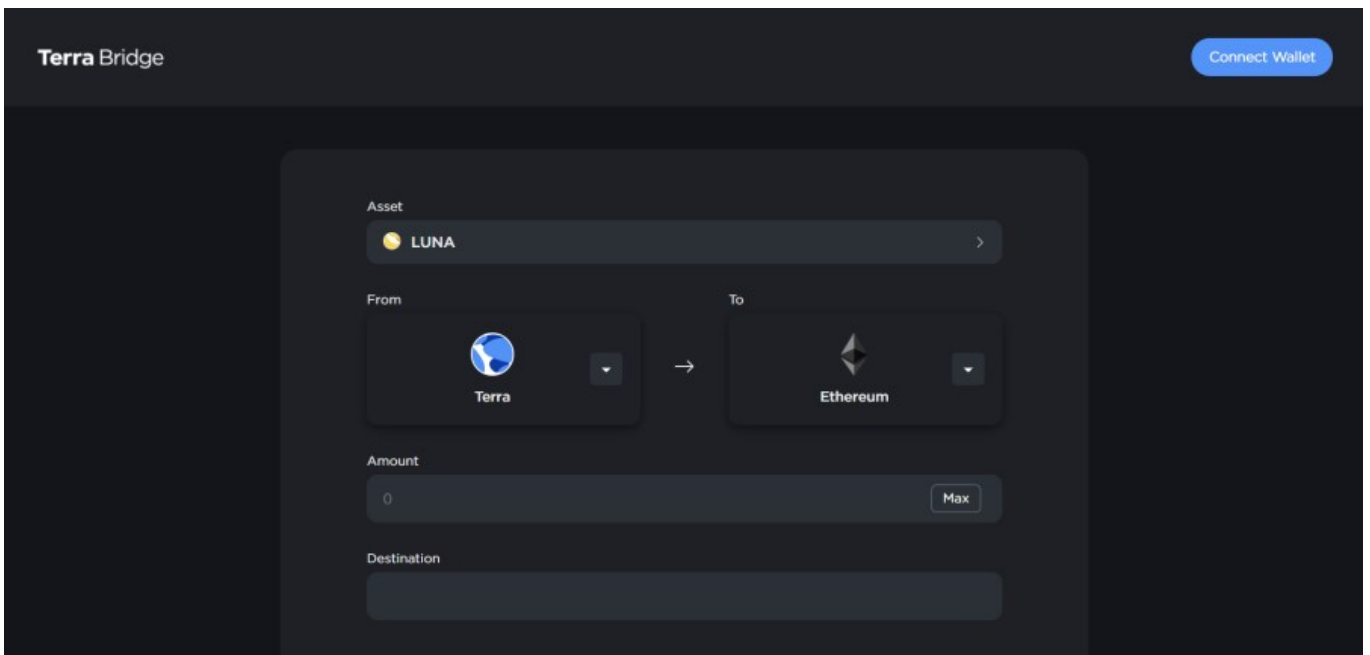 Terra Bridge
Connect Wallet
Asset
LUNA
From
To
Terra
Ethereum
Amount
0
Max
Destination